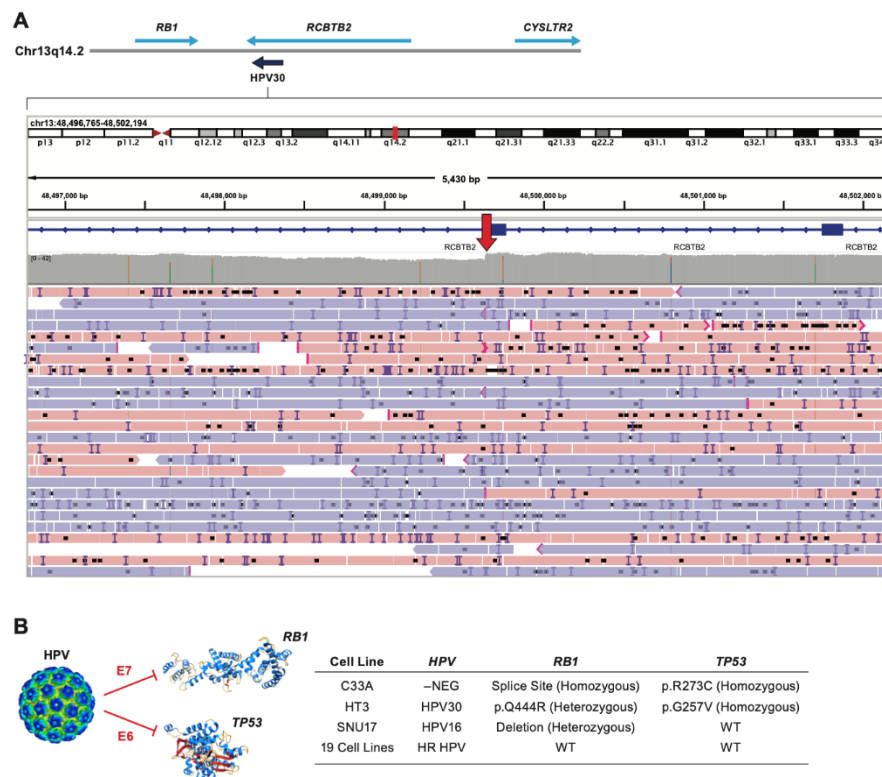 A
RB1 RCBTB2 CYSLTR2
Chr13q14.2
HPV30
chr13:48,496,765-48,502,194
p13 p12 p11.2 q11 q12.12 q12.3 q13.2 q14.11 q14.2 q21.1 q21.31 q21.33 q22.2 q31.1 q31.2 q32.1 q33.1 q33.3 q34
5,430 bp
48,497,000 bp 48,498,000 bp 48,499,000 bp 48,500,000 bp 48,501,000 bp 48,502,000 bp
RCBTB2 RCBTB2 RCBTB2
[0 - 42]
B
HPV
E7
RB1
E6
TP53
Cell Line HPV RB1 TP53
C33A –NEG Splice Site (Homozygous) p.R273C (Homozygous)
HT3 HPV30 p.Q444R (Heterozygous) p.G257V (Homozygous)
SNU17 HPV16 Deletion (Heterozygous) WT
19 Cell Lines HR HPV WT WT